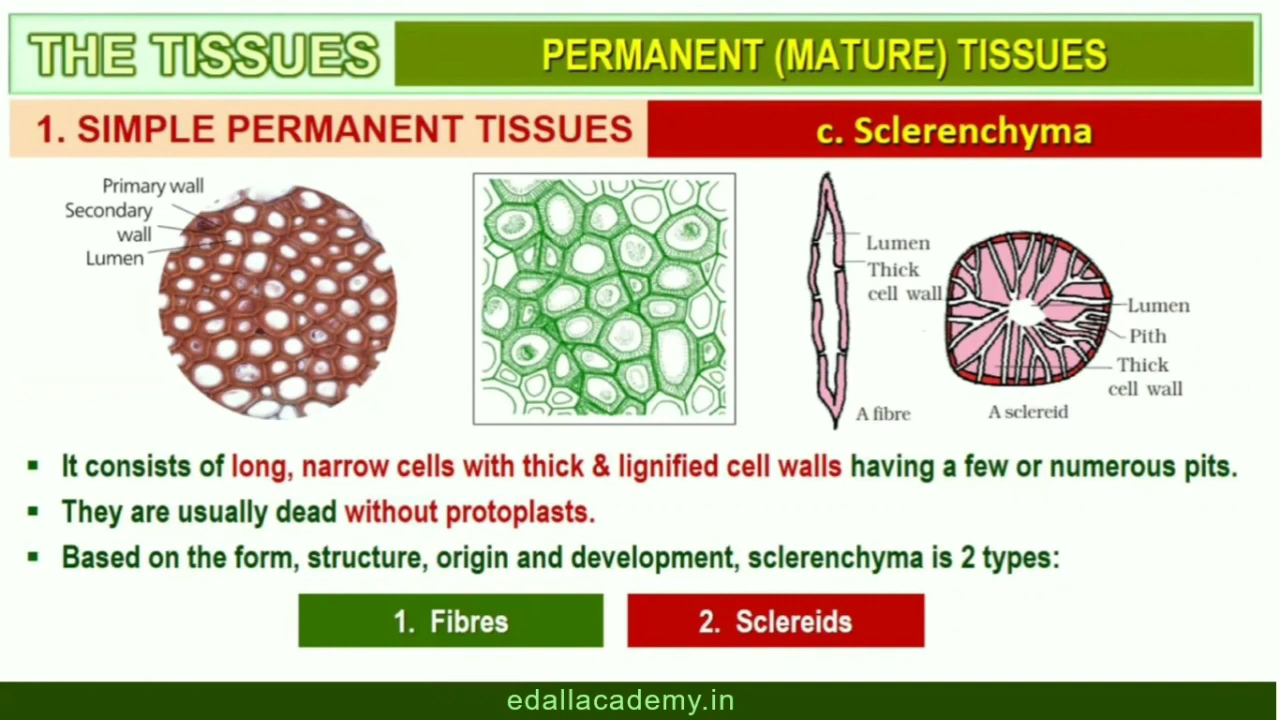 THE TISSUES
PERMANENT (MATURE) TISSUES
1. SIMPLE PERMANENT TISSUES
c. Sclerenchyma
Primary wall
Secondary
wall
Lumen
Lumen
Thick
cell wall
A fibre
Lumen
Pith
Thick
cell wall
A sclereid
▪ It consists of long, narrow cells with thick & lignified cell walls having a few or numerous pits.
▪ They are usually dead without protoplasts.
▪ Based on the form, structure, origin and development, sclerenchyma is 2 types:
1. Fibres
2. Sclereids
edallacademy.in